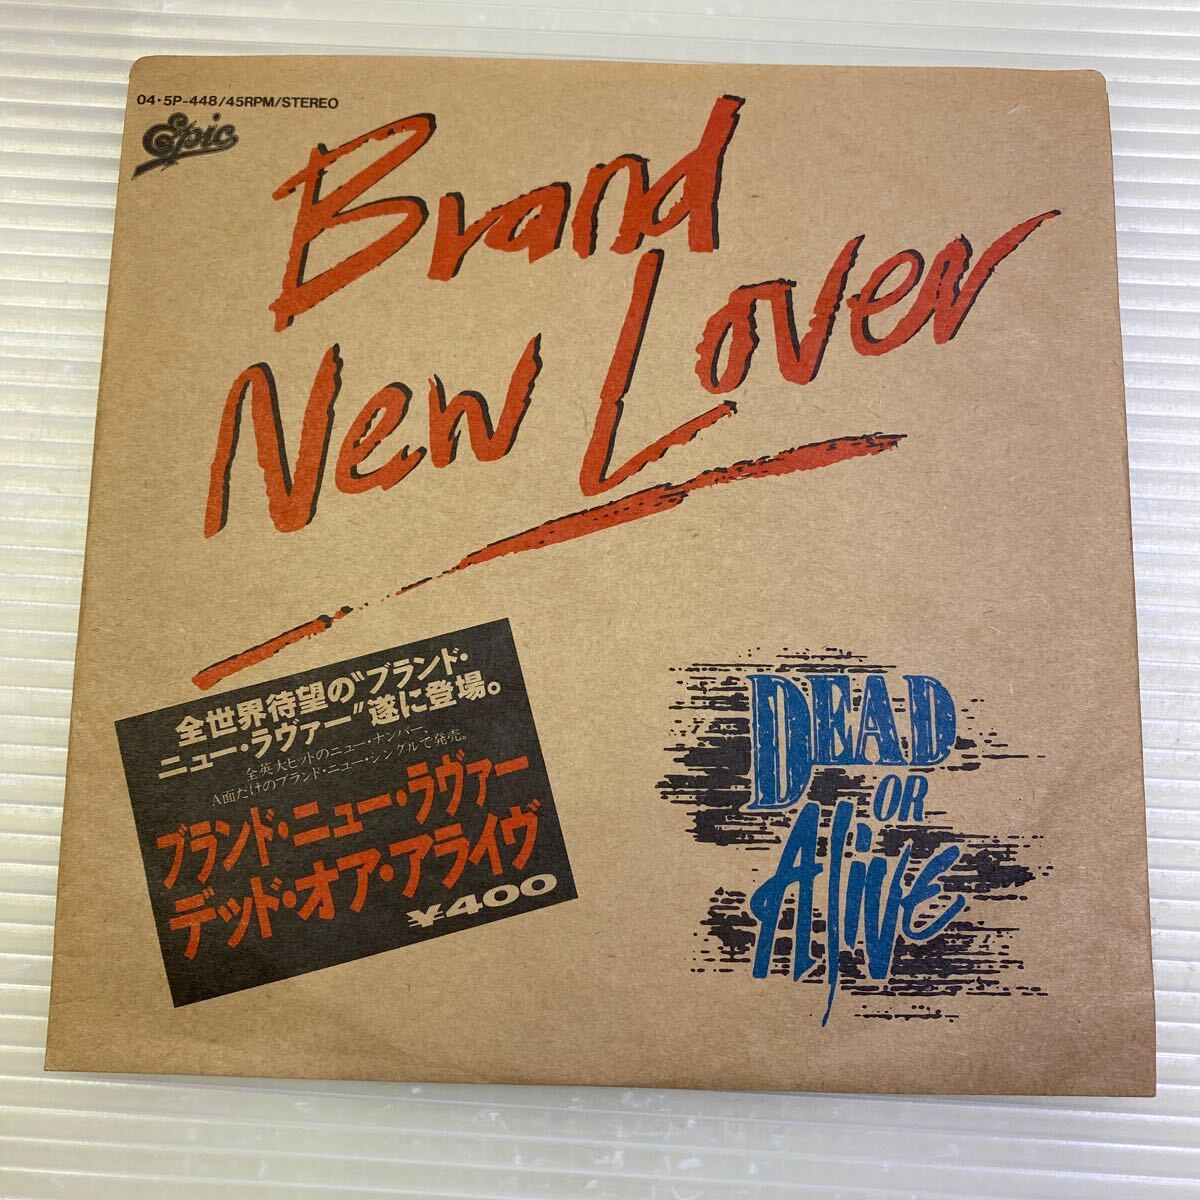 04・5P-448/45RPM/STEREO
Epic
Brand
New Lover
全世界待望の“ブランド・
ニュー・ラヴァー”遂に登場。
全英大ヒットのニュー・ナンバー、
A面だけのブランド・ニュー・シングルで発売。
ブランド・ニュー・ラヴァー
デッド・オア・アライヴ
¥400
DEAD
OR
Alive